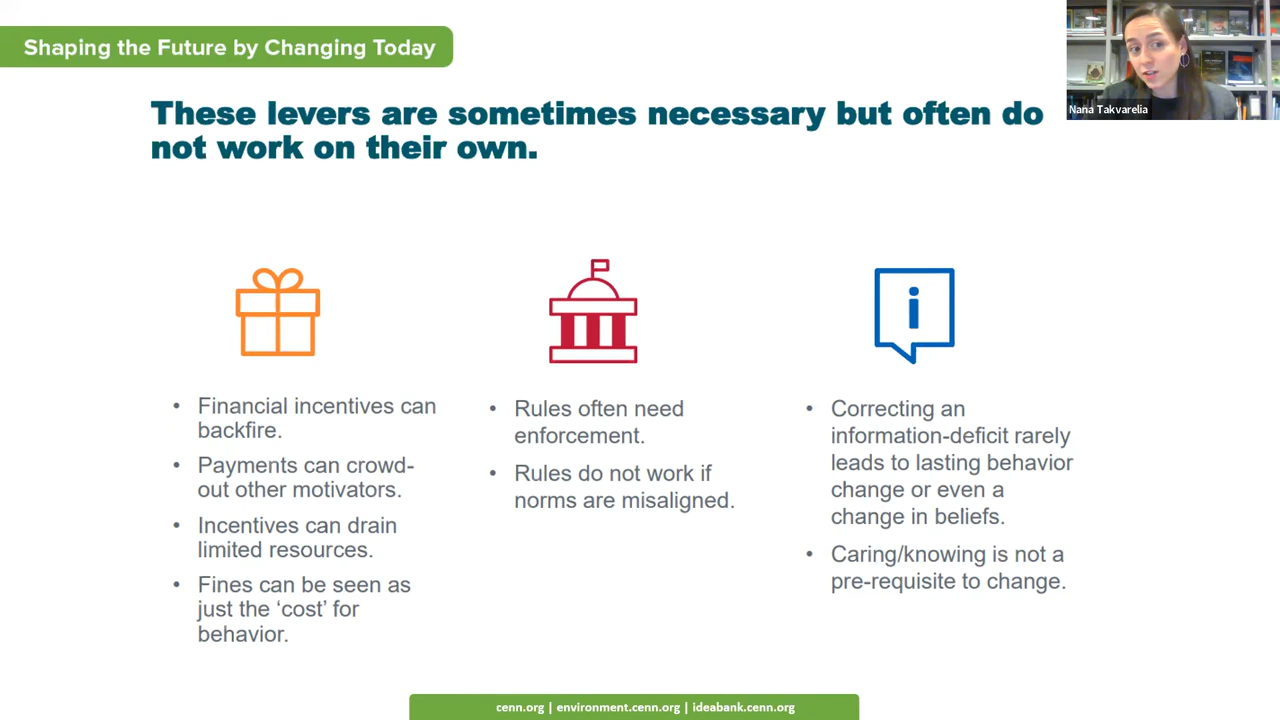 Shaping the Future by Changing Today
Nana Takvarelia
These levers are sometimes necessary but often do
not work on their own.
• Financial incentives can
backfire.
• Payments can crowd-
out other motivators.
• Incentives can drain
limited resources.
• Fines can be seen as
just the ‘cost’ for
behavior.
• Rules often need
enforcement.
• Rules do not work if
norms are misaligned.
i
• Correcting an
information-deficit rarely
leads to lasting behavior
change or even a
change in beliefs.
• Caring/knowing is not a
pre-requisite to change.
cenn.org | environment.cenn.org | ideabank.cenn.org